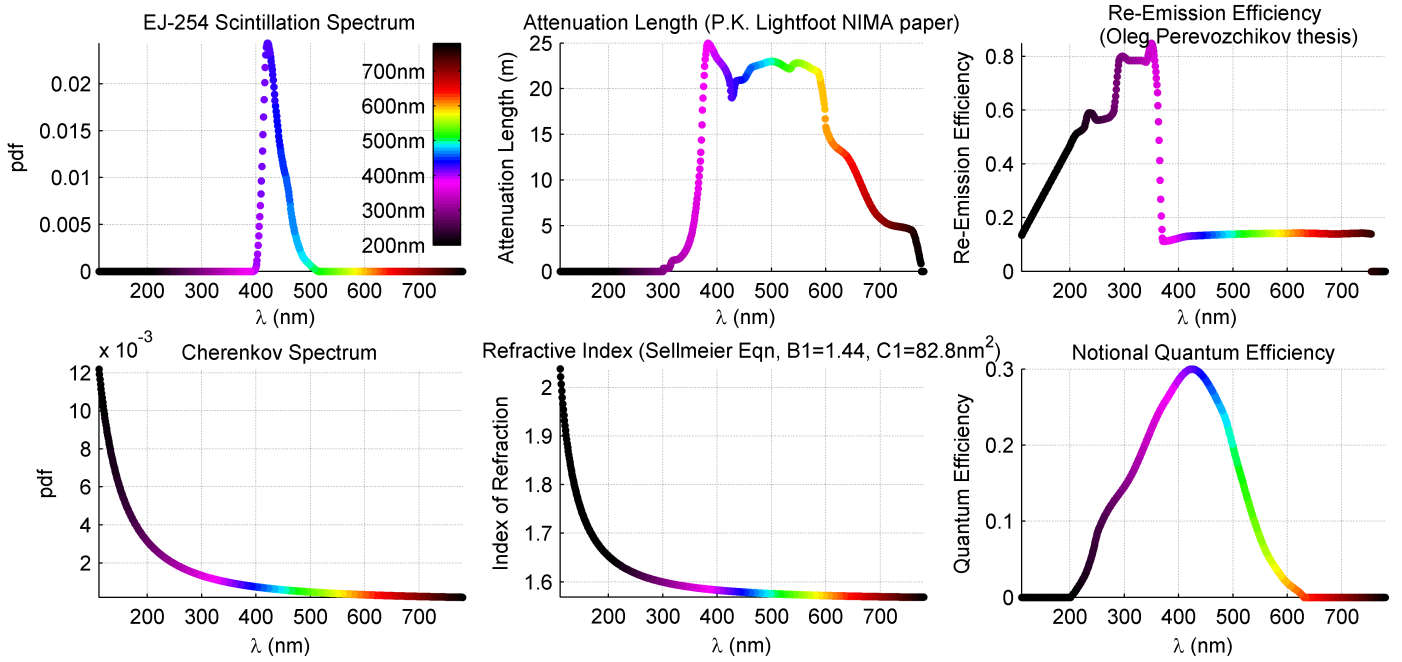 EJ-254 Scintillation Spectrum
pdf
0.02
0.015
0.01
0.005
0
700nm
600nm
500nm
400nm
300nm
200nm
200 300 400 500 600 700
λ (nm)
Attenuation Length (P.K. Lightfoot NIMA paper)
Attenuation Length (m)
25
20
15
10
5
0
200 300 400 500 600 700
λ (nm)
Re-Emission Efficiency
(Oleg Perevozchikov thesis)
Re-Emission Efficiency
0.8
0.6
0.4
0.2
0
200 300 400 500 600 700
λ (nm)
x 10^-3
Cherenkov Spectrum
pdf
12
10
8
6
4
2
200 300 400 500 600 700
λ (nm)
Refractive Index (Sellmeier Eqn, B1=1.44, C1=82.8nm²)
Index of Refraction
2
1.9
1.8
1.7
1.6
200 300 400 500 600 700
λ (nm)
Notional Quantum Efficiency
Quantum Efficiency
0.3
0.2
0.1
0
200 300 400 500 600 700
λ (nm)